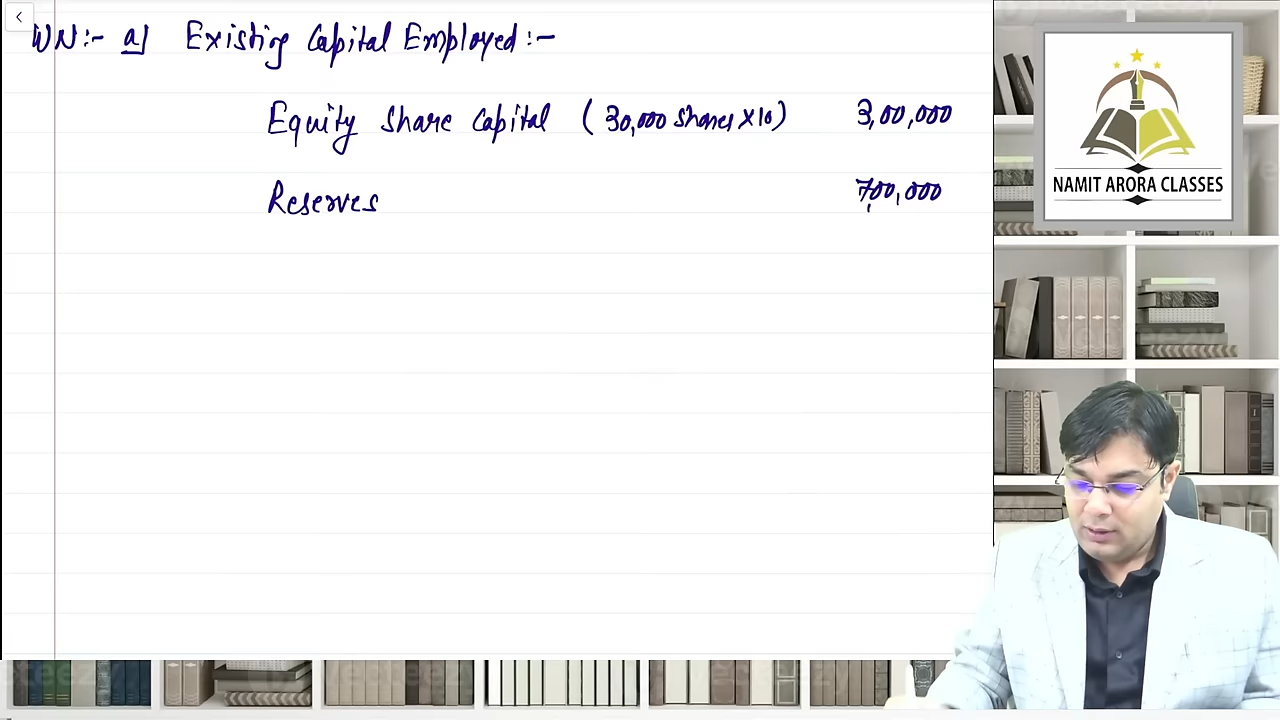 WN:- a) Existing Capital Employed :-
Equity Share Capital (30,000 shares × 10) 3,00,000
Reserves 7,00,000
NAMIT ARORA CLASSES